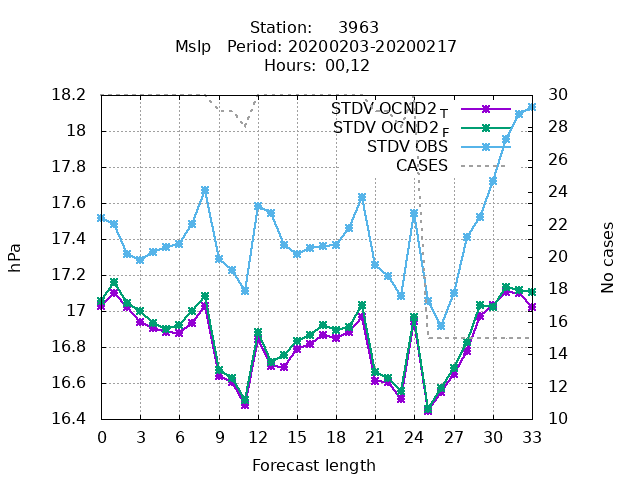 Station: 3963
Mslp Period: 20200203-20200217
Hours: 00,12
STDV OCND2 T
STDV OCND2 F
STDV OBS
CASES
18.2
18
17.8
17.6
17.4
17.2
17
16.8
16.6
16.4
hPa
30
28
26
24
22
20
18
16
14
12
10
No cases
0 3 6 9 12 15 18 21 24 27 30 33
Forecast length